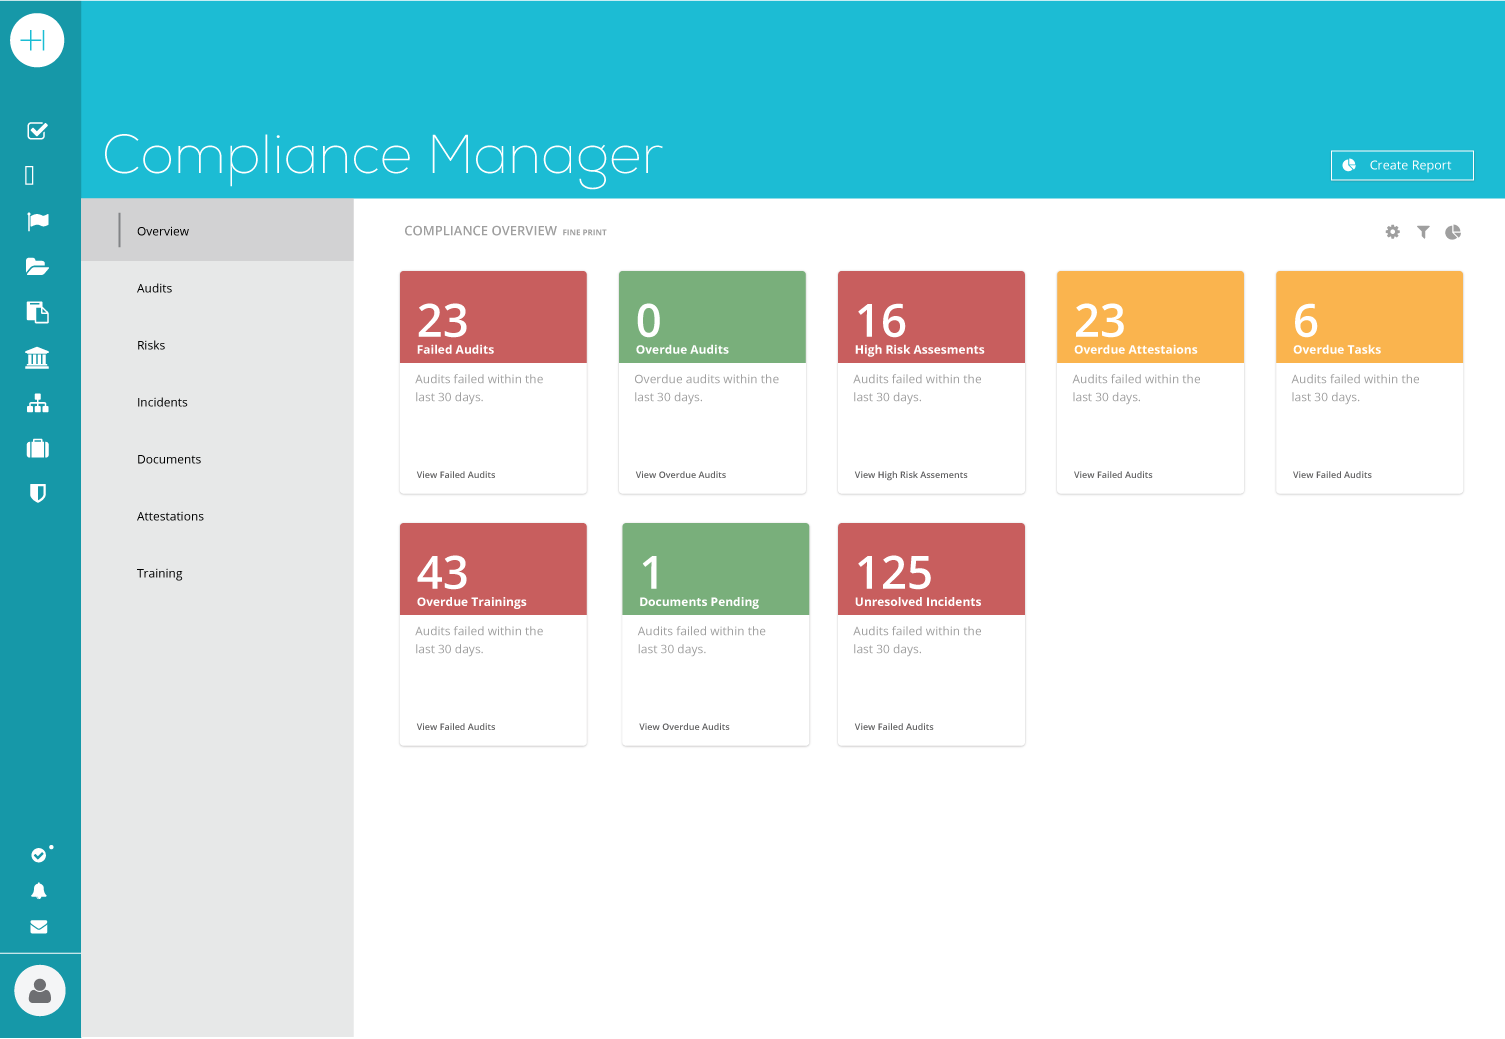 Compliance Manager
Create Report
Overview
Audits
Risks
Incidents
Documents
Attestations
Training
COMPLIANCE OVERVIEW FINE PRINT
23
Failed Audits
Audits failed within the
last 30 days.
View Failed Audits
0
Overdue Audits
Overdue audits within the
last 30 days.
View Overdue Audits
16
High Risk Assesments
Audits failed within the
last 30 days.
View High Risk Assements
23
Overdue Attestaions
Audits failed within the
last 30 days.
View Failed Audits
6
Overdue Tasks
Audits failed within the
last 30 days.
View Failed Audits
43
Overdue Trainings
Audits failed within the
last 30 days.
View Failed Audits
1
Documents Pending
Audits failed within the
last 30 days.
View Overdue Audits
125
Unresolved Incidents
Audits failed within the
last 30 days.
View Failed Audits